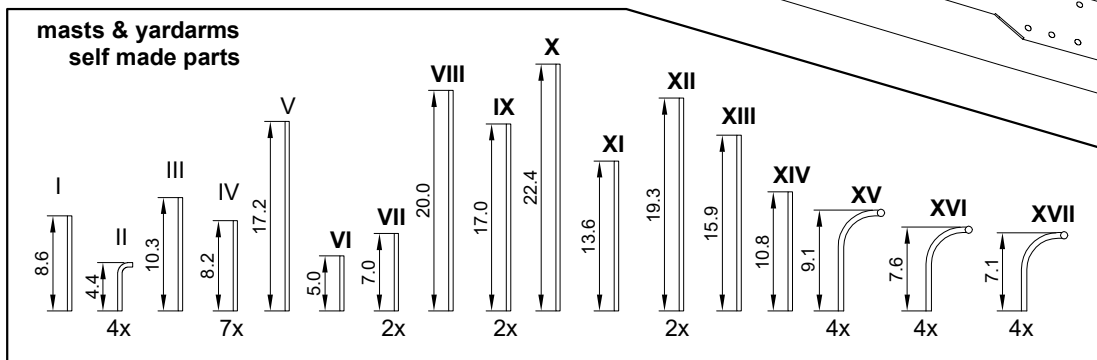 masts & yardarms
self made parts
I
II
III
IV
V
VI
VII
VIII
IX
X
XI
XII
XIII
XIV
XV
XVI
XVII
8.6
4.4
10.3
8.2
17.2
5.0
7.0
20.0
17.0
22.4
13.6
19.3
15.9
10.8
9.1
7.6
7.1
4x
7x
2x
2x
2x
4x
4x
4x